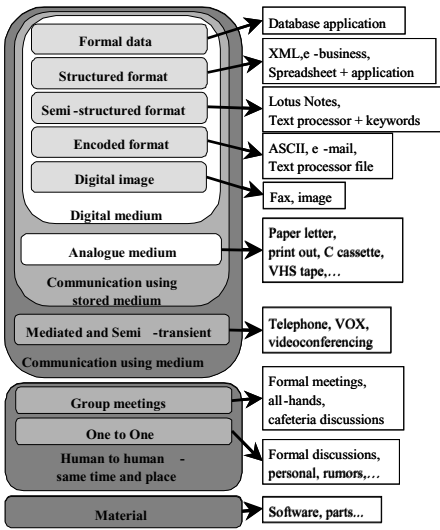 Formal data
Database application
Structured format
XML,e -business,
Spreadsheet + application
Semi -structured format
Lotus Notes,
Text processor + keywords
Encoded format
ASCII, e -mail,
Text processor file
Digital image
Fax, image
Digital medium
Analogue medium
Paper letter,
print out, C cassette,
VHS tape,...
Communication using
stored medium
Mediated and Semi -transient
Telephone, VOX,
videoconferencing
Communication using medium
Group meetings
Formal meetings,
all-hands,
cafeteria discussions
One to One
Formal discussions,
personal, rumors,...
Human to human -
same time and place
Material
Software, parts...